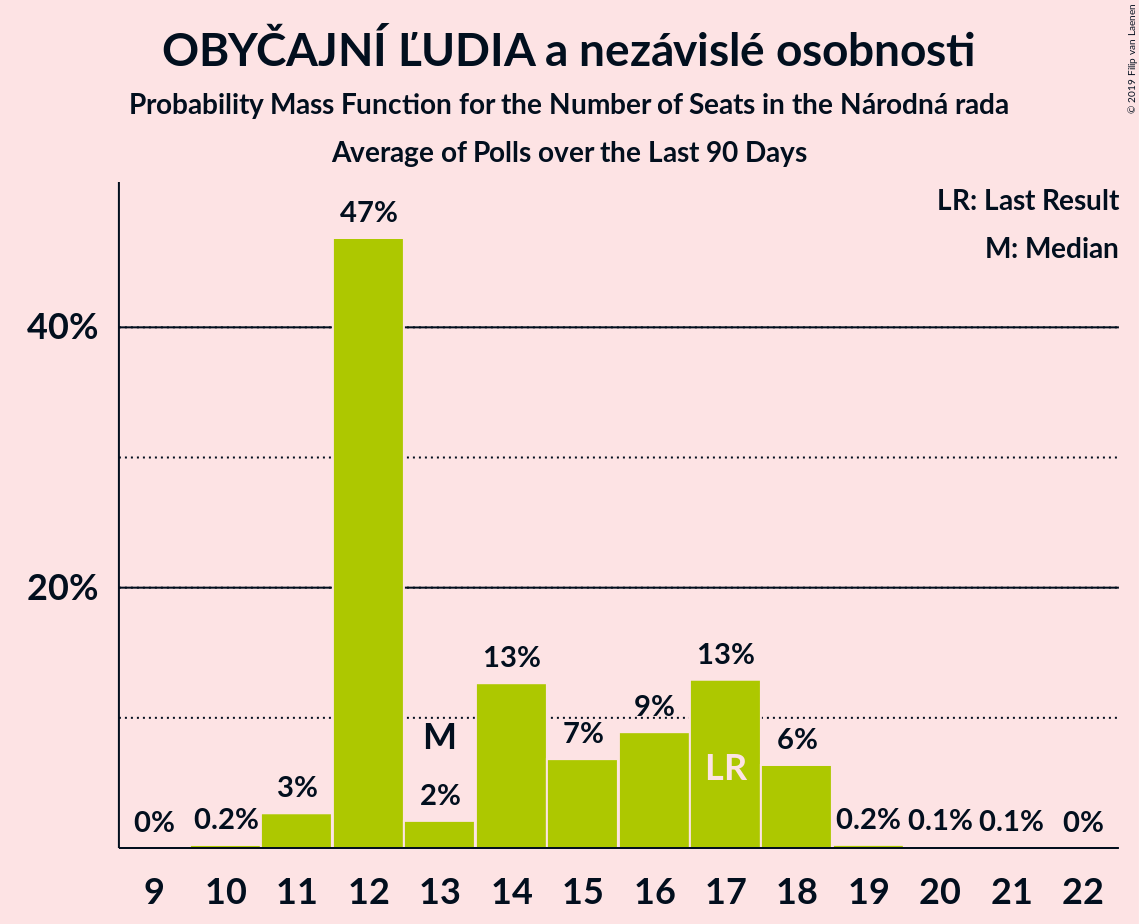 OBYČAJNÍ ĽUDIA a nezávislé osobnosti
Probability Mass Function for the Number of Seats in the Národná rada
Average of Polls over the Last 90 Days
© 2019 Filip van Laenen
LR: Last Result
M: Median
47%
40%
20%
13%
13%
9%
7%
6%
M
LR
3%
2%
0%
0.2%
0.2%
0.1%
0.1%
0%
9 10 11 12 13 14 15 16 17 18 19 20 21 22